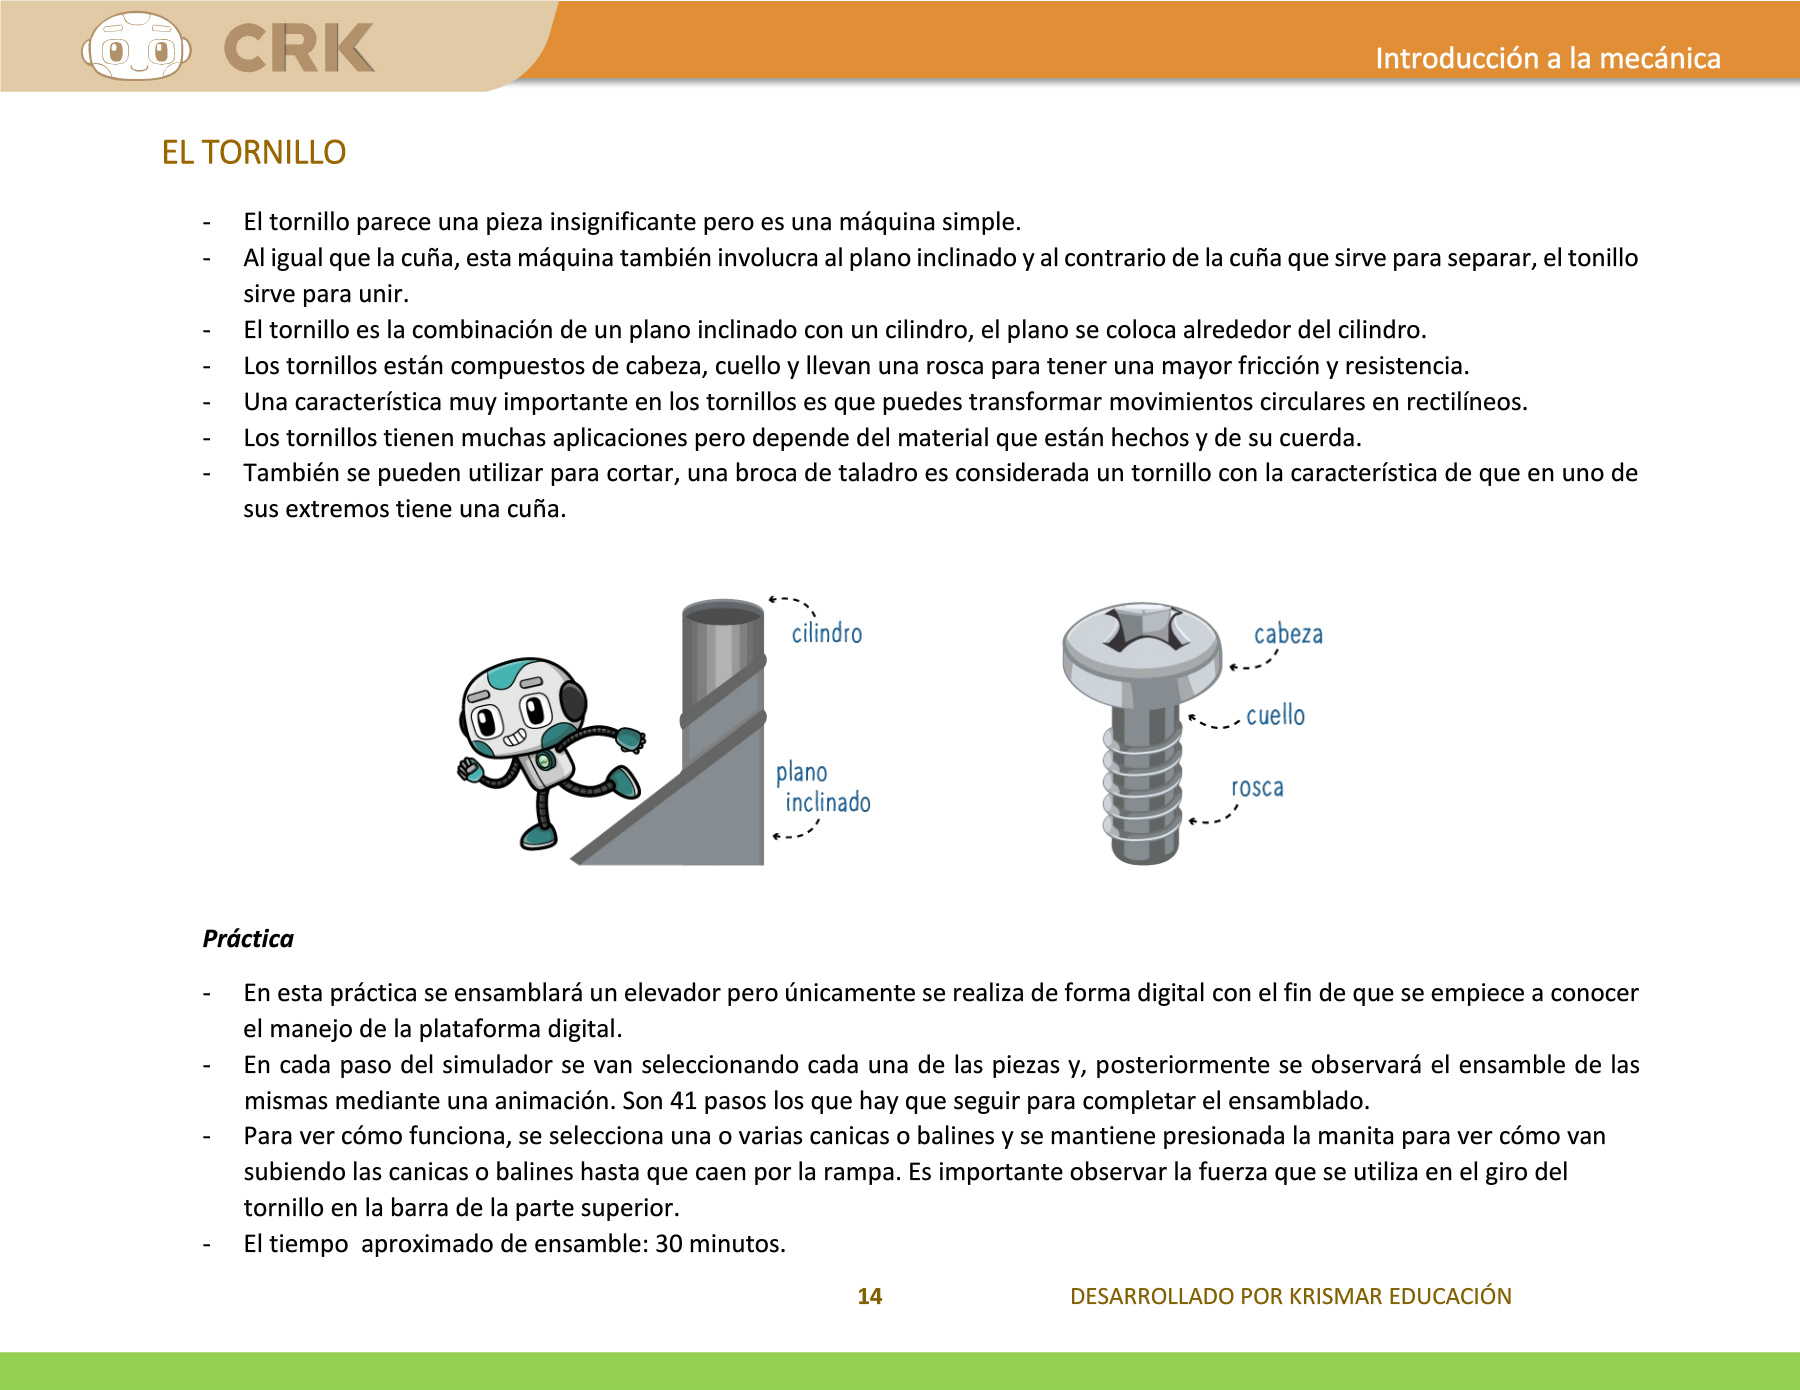 CRK
Introducción a la mecánica
EL TORNILLO
- El tornillo parece una pieza insignificante pero es una máquina simple.
- Al igual que la cuña, esta máquina también involucra al plano inclinado y al contrario de la cuña que sirve para separar, el tonillo
sirve para unir.
- El tornillo es la combinación de un plano inclinado con un cilindro, el plano se coloca alrededor del cilindro.
- Los tornillos están compuestos de cabeza, cuello y llevan una rosca para tener una mayor fricción y resistencia.
- Una característica muy importante en los tornillos es que puedes transformar movimientos circulares en rectilíneos.
- Los tornillos tienen muchas aplicaciones pero depende del material que están hechos y de su cuerda.
- También se pueden utilizar para cortar, una broca de taladro es considerada un tornillo con la característica de que en uno de
sus extremos tiene una cuña.
cilindro
plano
inclinado
cabeza
cuello
rosca
Práctica
- En esta práctica se ensamblará un elevador pero únicamente se realiza de forma digital con el fin de que se empiece a conocer
el manejo de la plataforma digital.
- En cada paso del simulador se van seleccionando cada una de las piezas y, posteriormente se observará el ensamble de las
mismas mediante una animación. Son 41 pasos los que hay que seguir para completar el ensamblado.
- Para ver cómo funciona, se selecciona una o varias canicas o balines y se mantiene presionada la manita para ver cómo van
subiendo las canicas o balines hasta que caen por la rampa. Es importante observar la fuerza que se utiliza en el giro del
tornillo en la barra de la parte superior.
- El tiempo  aproximado de ensamble: 30 minutos.
14 DESARROLLADO POR KRISMAR EDUCACIÓN